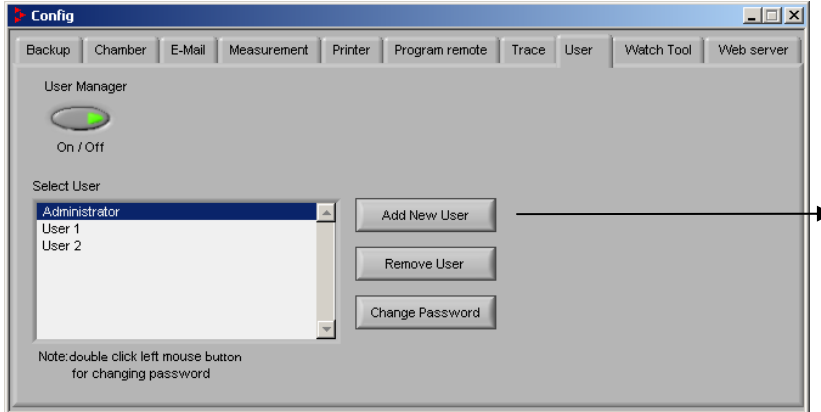 Config
Backup Chamber E-Mail Measurement Printer Program remote Trace User Watch Tool Web server
User Manager
On / Off
Select User
Administrator
User 1
User 2
Add New User
Remove User
Change Password
Note:double click left mouse button
for changing password